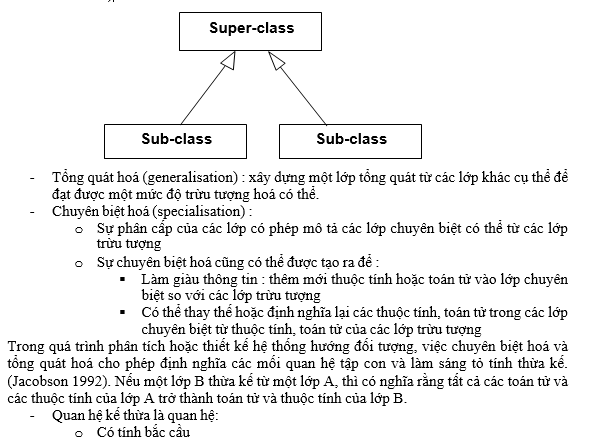 Super-class
Sub-class Sub-class
- Tổng quát hoá (generalisation) : xây dựng một lớp tổng quát từ các lớp khác cụ thể để
đạt được một mức độ trừu tượng hoá có thể.
- Chuyên biệt hoá (specialisation) :
o Sự phân cấp của các lớp có phép mô tả các lớp chuyên biệt có thể từ các lớp
trừu tượng
o Sự chuyên biệt hoá cũng có thể được tạo ra để :
▪ Làm giàu thông tin : thêm mới thuộc tính hoặc toán tử vào lớp chuyên
biệt so với các lớp trừu tượng
▪ Có thể thay thế hoặc định nghĩa lại các thuộc tính, toán tử trong các lớp
chuyên biệt từ thuộc tính, toán tử của các lớp trừu tượng
Trong quá trình phân tích hoặc thiết kế hệ thống hướng đối tượng, việc chuyên biệt hoá và
tổng quát hoá cho phép định nghĩa các mối quan hệ tập con và làm sáng tỏ tính thừa kế.
(Jacobson 1992). Nếu một lớp B thừa kế từ một lớp A, thì có nghĩa rằng tất cả các toán tử và
các thuộc tính của lớp A trở thành toán tử và thuộc tính của lớp B.
- Quan hệ kế thừa là quan hệ:
o Có tính bắc cầu